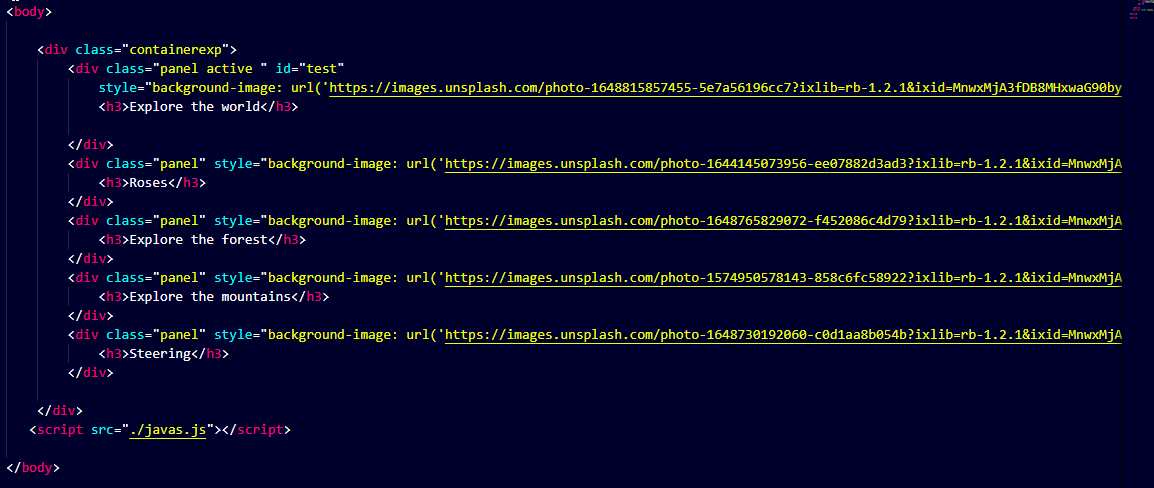 <body>
<div class="containerexp">
<div class="panel active " id="test"
style="background-image: url('https://images.unsplash.com/photo-1648815857455-5e7a56196cc7?ixlib=rb-1.2.1&ixid=MnwxMjA3fDB8MHxwaG90by
<h3>Explore the world</h3>
</div>
<div class="panel" style="background-image: url('https://images.unsplash.com/photo-1644145073956-ee07882d3ad3?ixlib=rb-1.2.1&ixid=MnwxMjA
<h3>Roses</h3>
</div>
<div class="panel" style="background-image: url('https://images.unsplash.com/photo-1648765829072-f452086c4d79?ixlib=rb-1.2.1&ixid=MnwxMjA
<h3>Explore the forest</h3>
</div>
<div class="panel" style="background-image: url('https://images.unsplash.com/photo-1574950578143-858c6fc58922?ixlib=rb-1.2.1&ixid=MnwxMjA
<h3>Explore the mountains</h3>
</div>
<div class="panel" style="background-image: url('https://images.unsplash.com/photo-1648730192060-c0d1aa8b054b?ixlib=rb-1.2.1&ixid=MnwxMjA
<h3>Steering</h3>
</div>
</div>
<script src="./javas.js"></script>
</body>